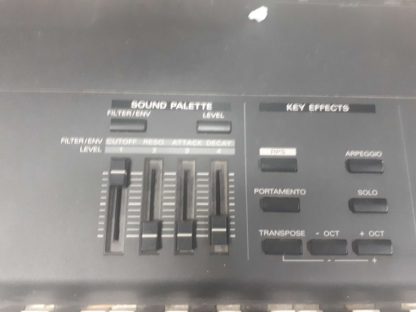 SOUND PALETTE
KEY EFFECTS
FILTER/ENV
LEVEL
FILTER/ENV CUTOFF RESO. ATTACK DECAY
LEVEL 1 2 3 4
RPS
ARPEGGIO
PORTAMENTO
SOLO
TRANSPOSE - OCT + OCT
- +